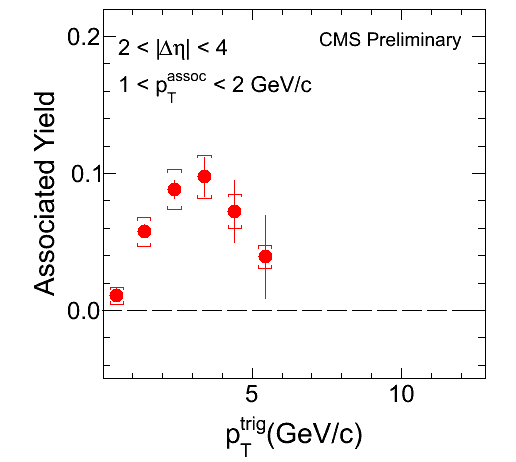 0.2
2 < |Δη| < 4
CMS Preliminary
1 < p_T^assoc < 2 GeV/c
Associated Yield
0.1
0.0
5
10
p_T^trig(GeV/c)